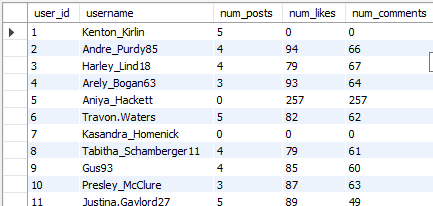 user_id username num_posts num_likes num_comments
1 Kenton_Kirlin 5 0 0
2 Andre_Purdy85 4 94 66
3 Harley_Lind18 4 79 67
4 Arely_Bogan63 3 93 64
5 Aniya_Hackett 0 257 257
6 Travon.Waters 5 82 62
7 Kasandra_Homenick 0 0 0
8 Tabitha_Schamberger11 4 79 61
9 Gus93 4 85 60
10 Presley_McClure 3 87 63
11 Justina.Gaylord27 5 89 49